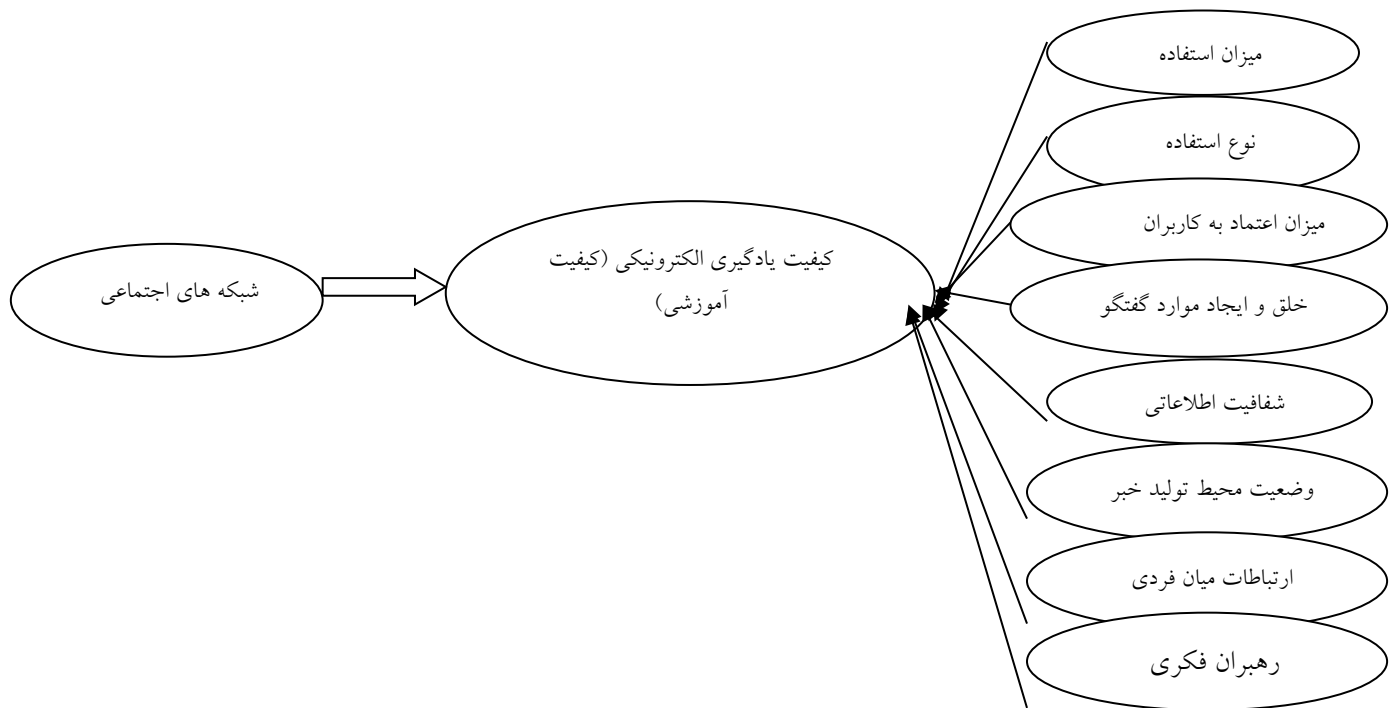 میزان استفاده
نوع استفاده
میزان اعتماد به کاربران
خلق و ایجاد موارد گفتگو
شفافیت اطلاعاتی
وضعیت محیط تولید خبر
ارتباطات میان فردی
رهبران فکری
کیفیت یادگیری الکترونیکی (کیفیت
آموزشی)
شبکه های اجتماعی